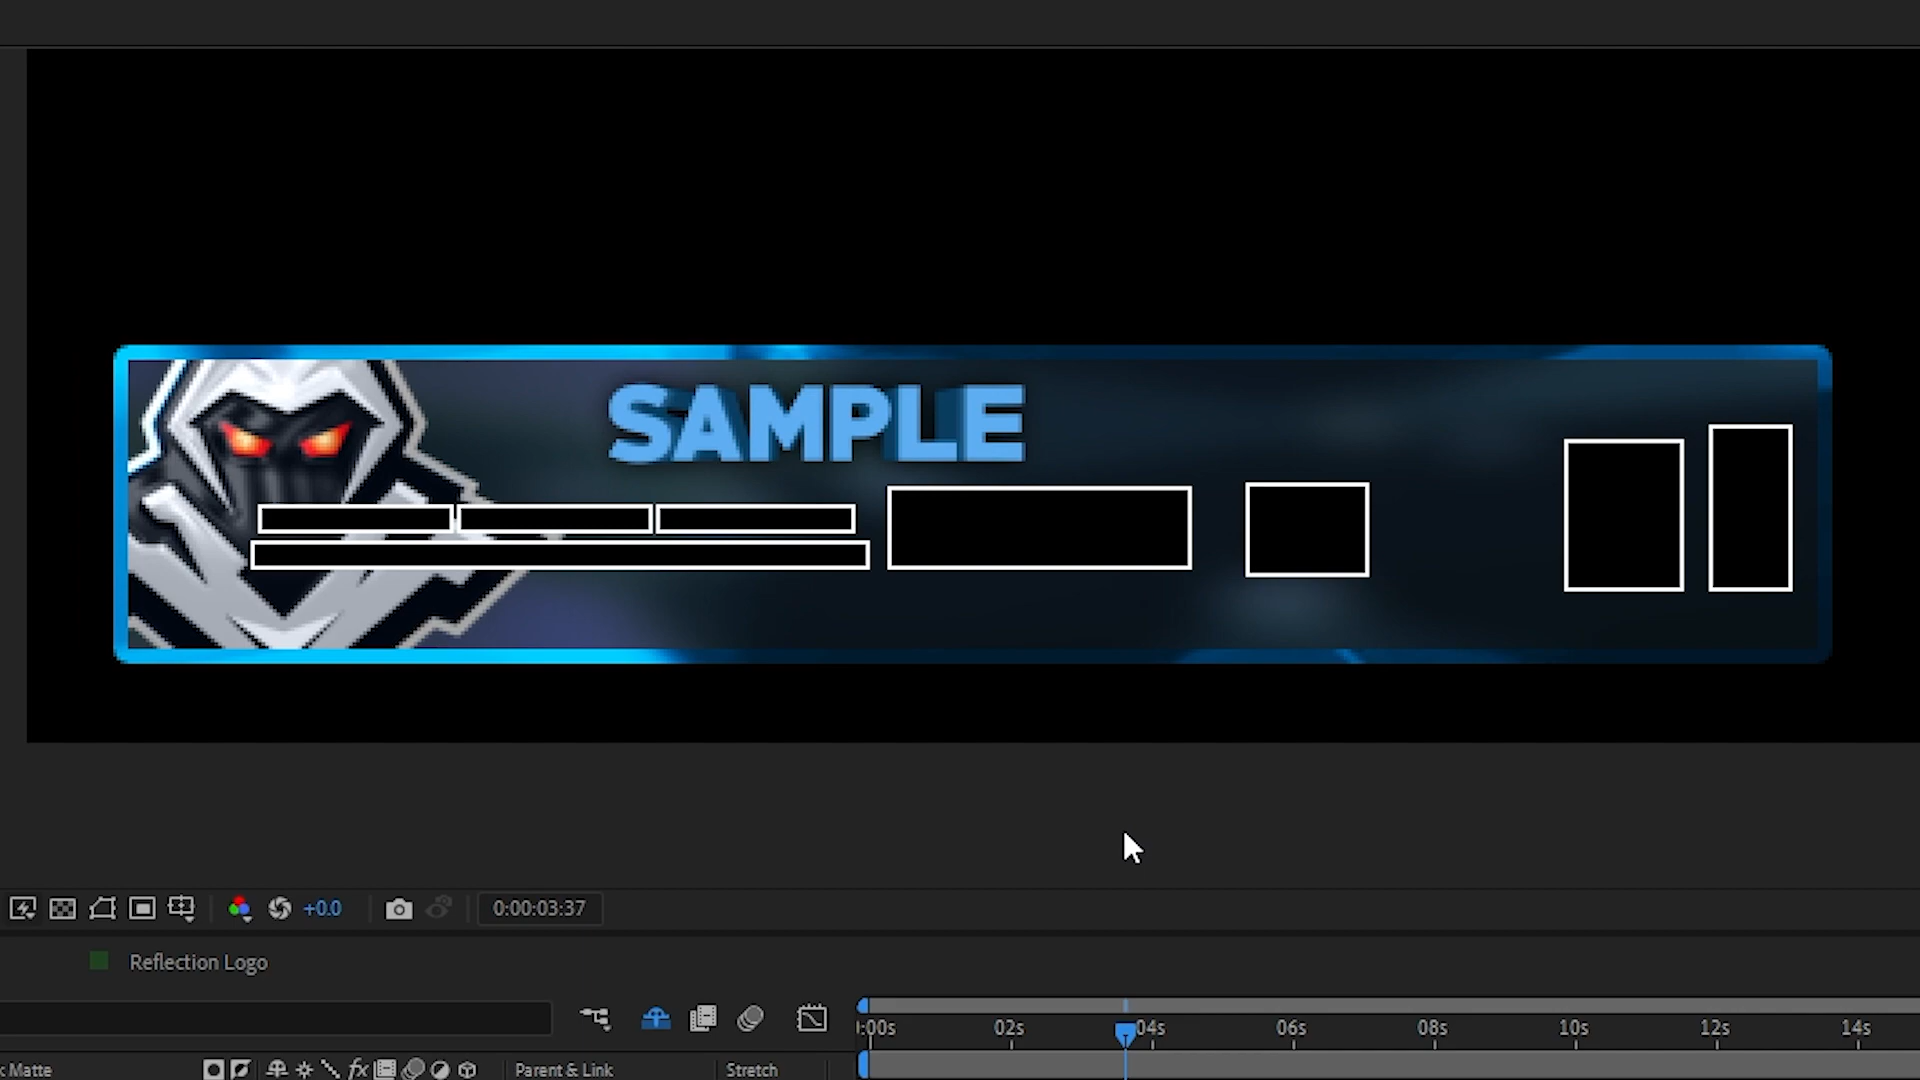 SAMPLE
+0.0
0:00:03:37
Reflection Logo
:00s 02s 04s 06s 08s 10s 12s 14s
k Matte fx Parent & Link Stretch